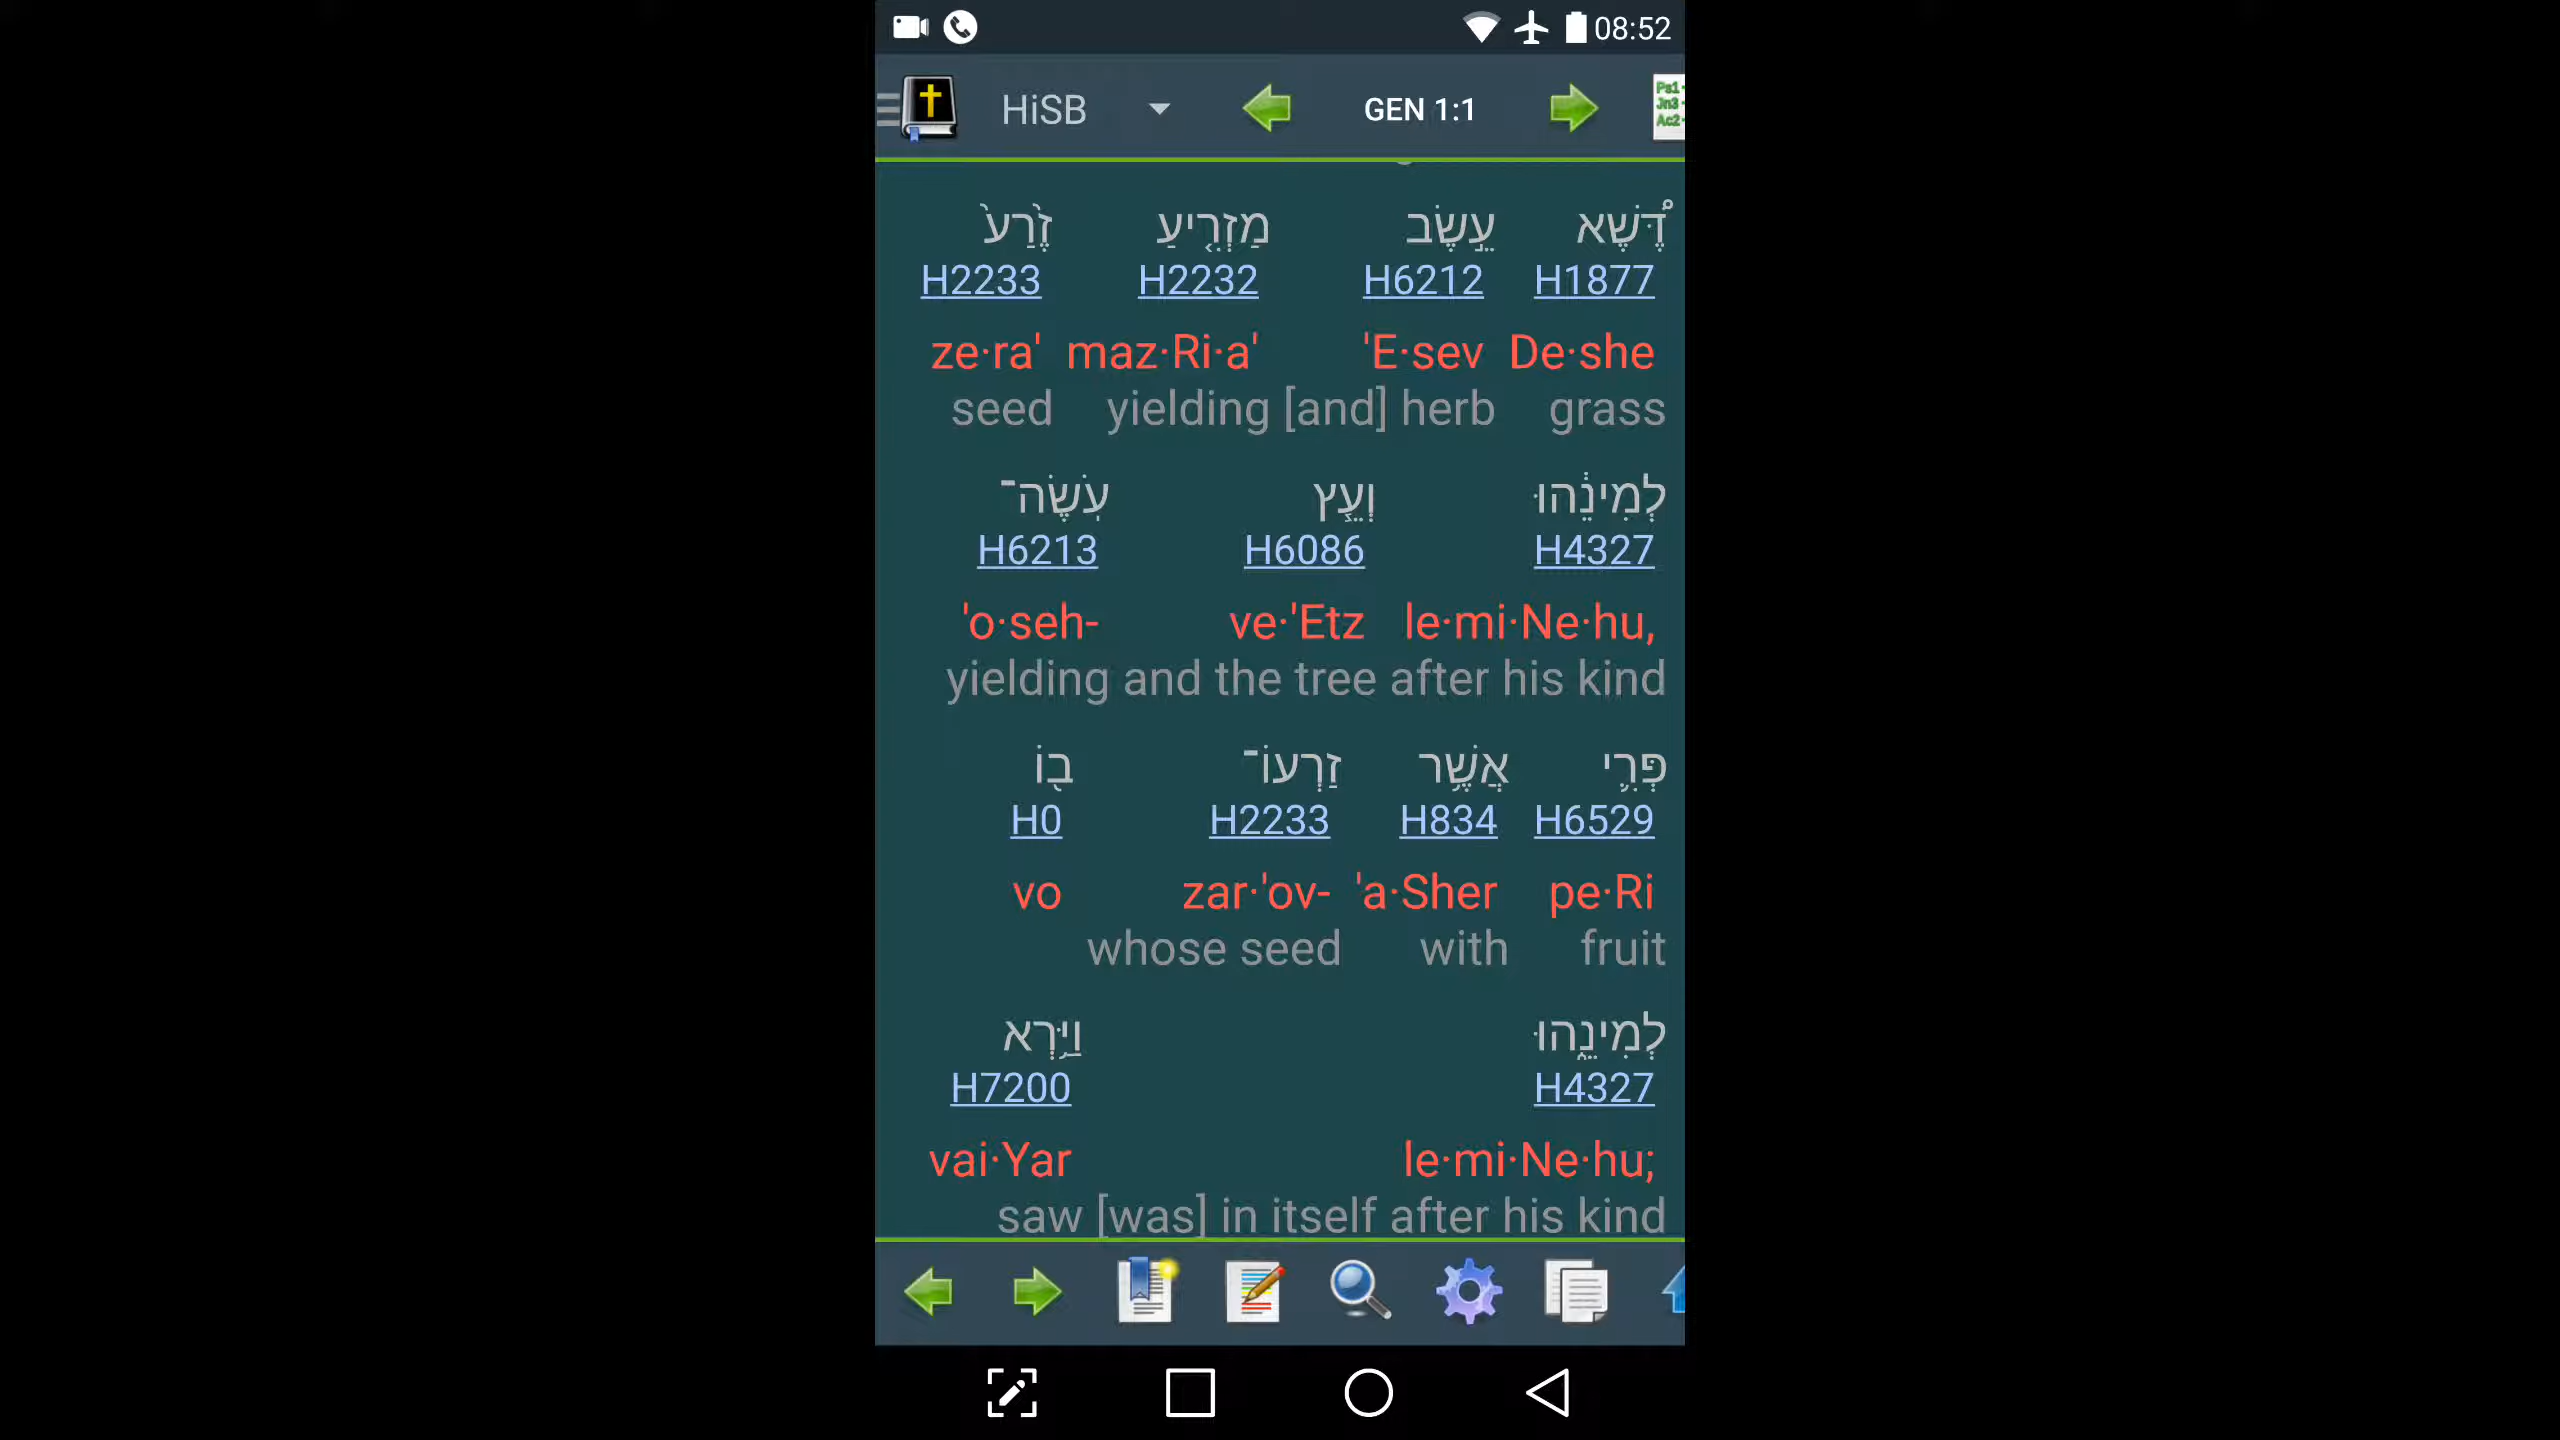 08:52
HiSB GEN 1:1
Ps1
Jn3
Ac2
דֶּ֔שֶׁא עֵ֣שֶׂב מַזְרִ֤יעַ זֶ֙רַע֙
H2233 H2232 H6212 H1877
ze·ra' maz·Ri·a' 'E·sev De·she
seed yielding [and] herb grass
לְמִינֵ֔הוּ וְעֵ֧ץ עֹֽשֶׂה־
H6213 H6086 H4327
'o·seh- ve·'Etz le·mi·Ne·hu,
yielding and the tree after his kind
פְּרִ֛י אֲשֶׁ֥ר זַרְעוֹ־ ב֖וֹ
H0 H2233 H834 H6529
vo zar·'ov- 'a·Sher pe·Ri
whose seed with fruit
לְמִינֵ֑הוּ וַיַּ֥רְא
H7200 H4327
vai·Yar le·mi·Ne·hu;
saw [was] in itself after his kind